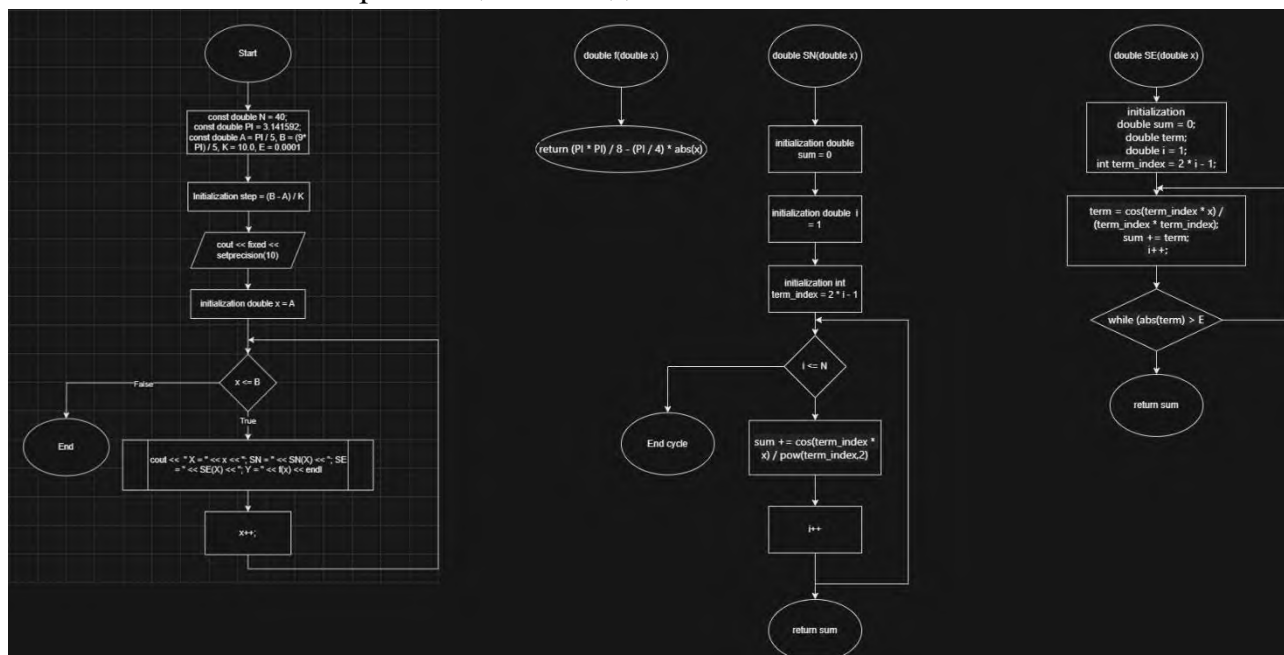 Start
const double N = 40;
const double PI = 3.141592;
const double A = PI / 5, B = (9*
PI) / 5, K = 10.0, E = 0.0001
Initialization step = (B - A) / K
cout << fixed <<
setprecision(10)
initialization double x = A
x <= B
False
True
End
cout << " X = " << x << "; SN = " << SN(X) << "; SE
= " << SE(X) << "; Y = " << f(x) << endl
x++;
double f(double x)
return (PI * PI) / 8 - (PI / 4) * abs(x)
double SN(double x)
initialization double
sum = 0
initialization double i
= 1
initialization int
term_index = 2 * i - 1
i <= N
End cycle
sum += cos(term_index *
x) / pow(term_index,2)
i++
return sum
double SE(double x)
initialization
double sum = 0;
double term;
double i = 1;
int term_index = 2 * i - 1;
term = cos(term_index * x) /
(term_index * term_index);
sum += term;
i++;
while (abs(term) > E
return sum